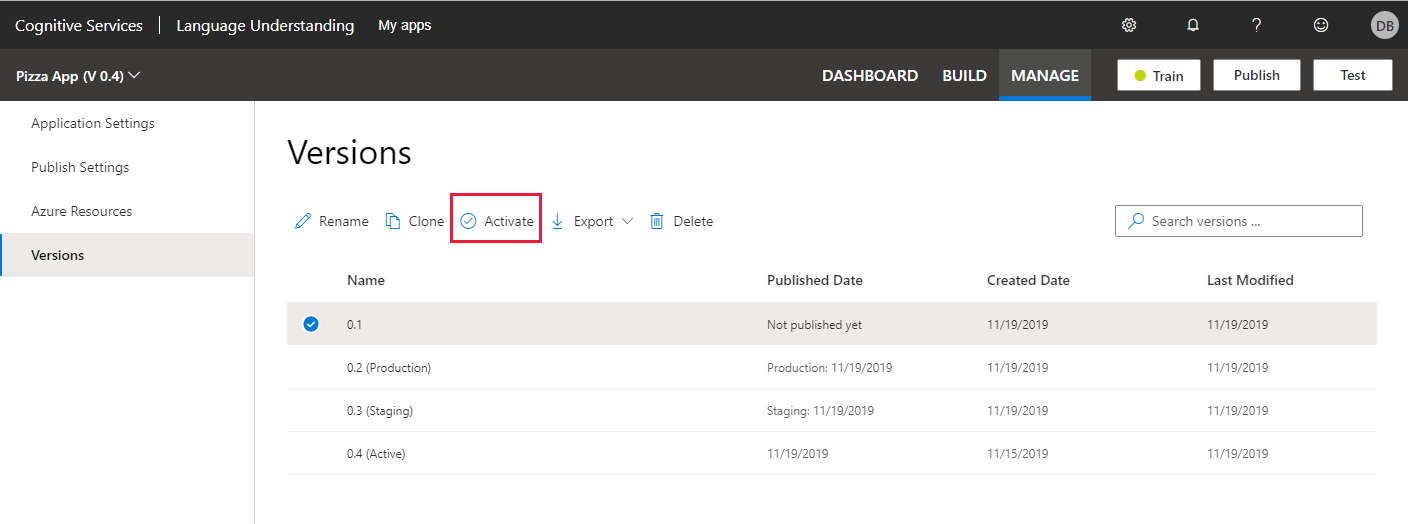 Cognitive Services Language Understanding My apps ? DB
Pizza App (V 0.4) DASHBOARD BUILD MANAGE Train Publish Test
Application Settings
Publish Settings
Azure Resources
Versions
Versions
Rename Clone Activate Export Delete Search versions ...
Name Published Date Created Date Last Modified
0.1 Not published yet 11/19/2019 11/19/2019
0.2 (Production) Production: 11/19/2019 11/19/2019 11/19/2019
0.3 (Staging) Staging: 11/19/2019 11/19/2019 11/19/2019
0.4 (Active) 11/19/2019 11/15/2019 11/19/2019